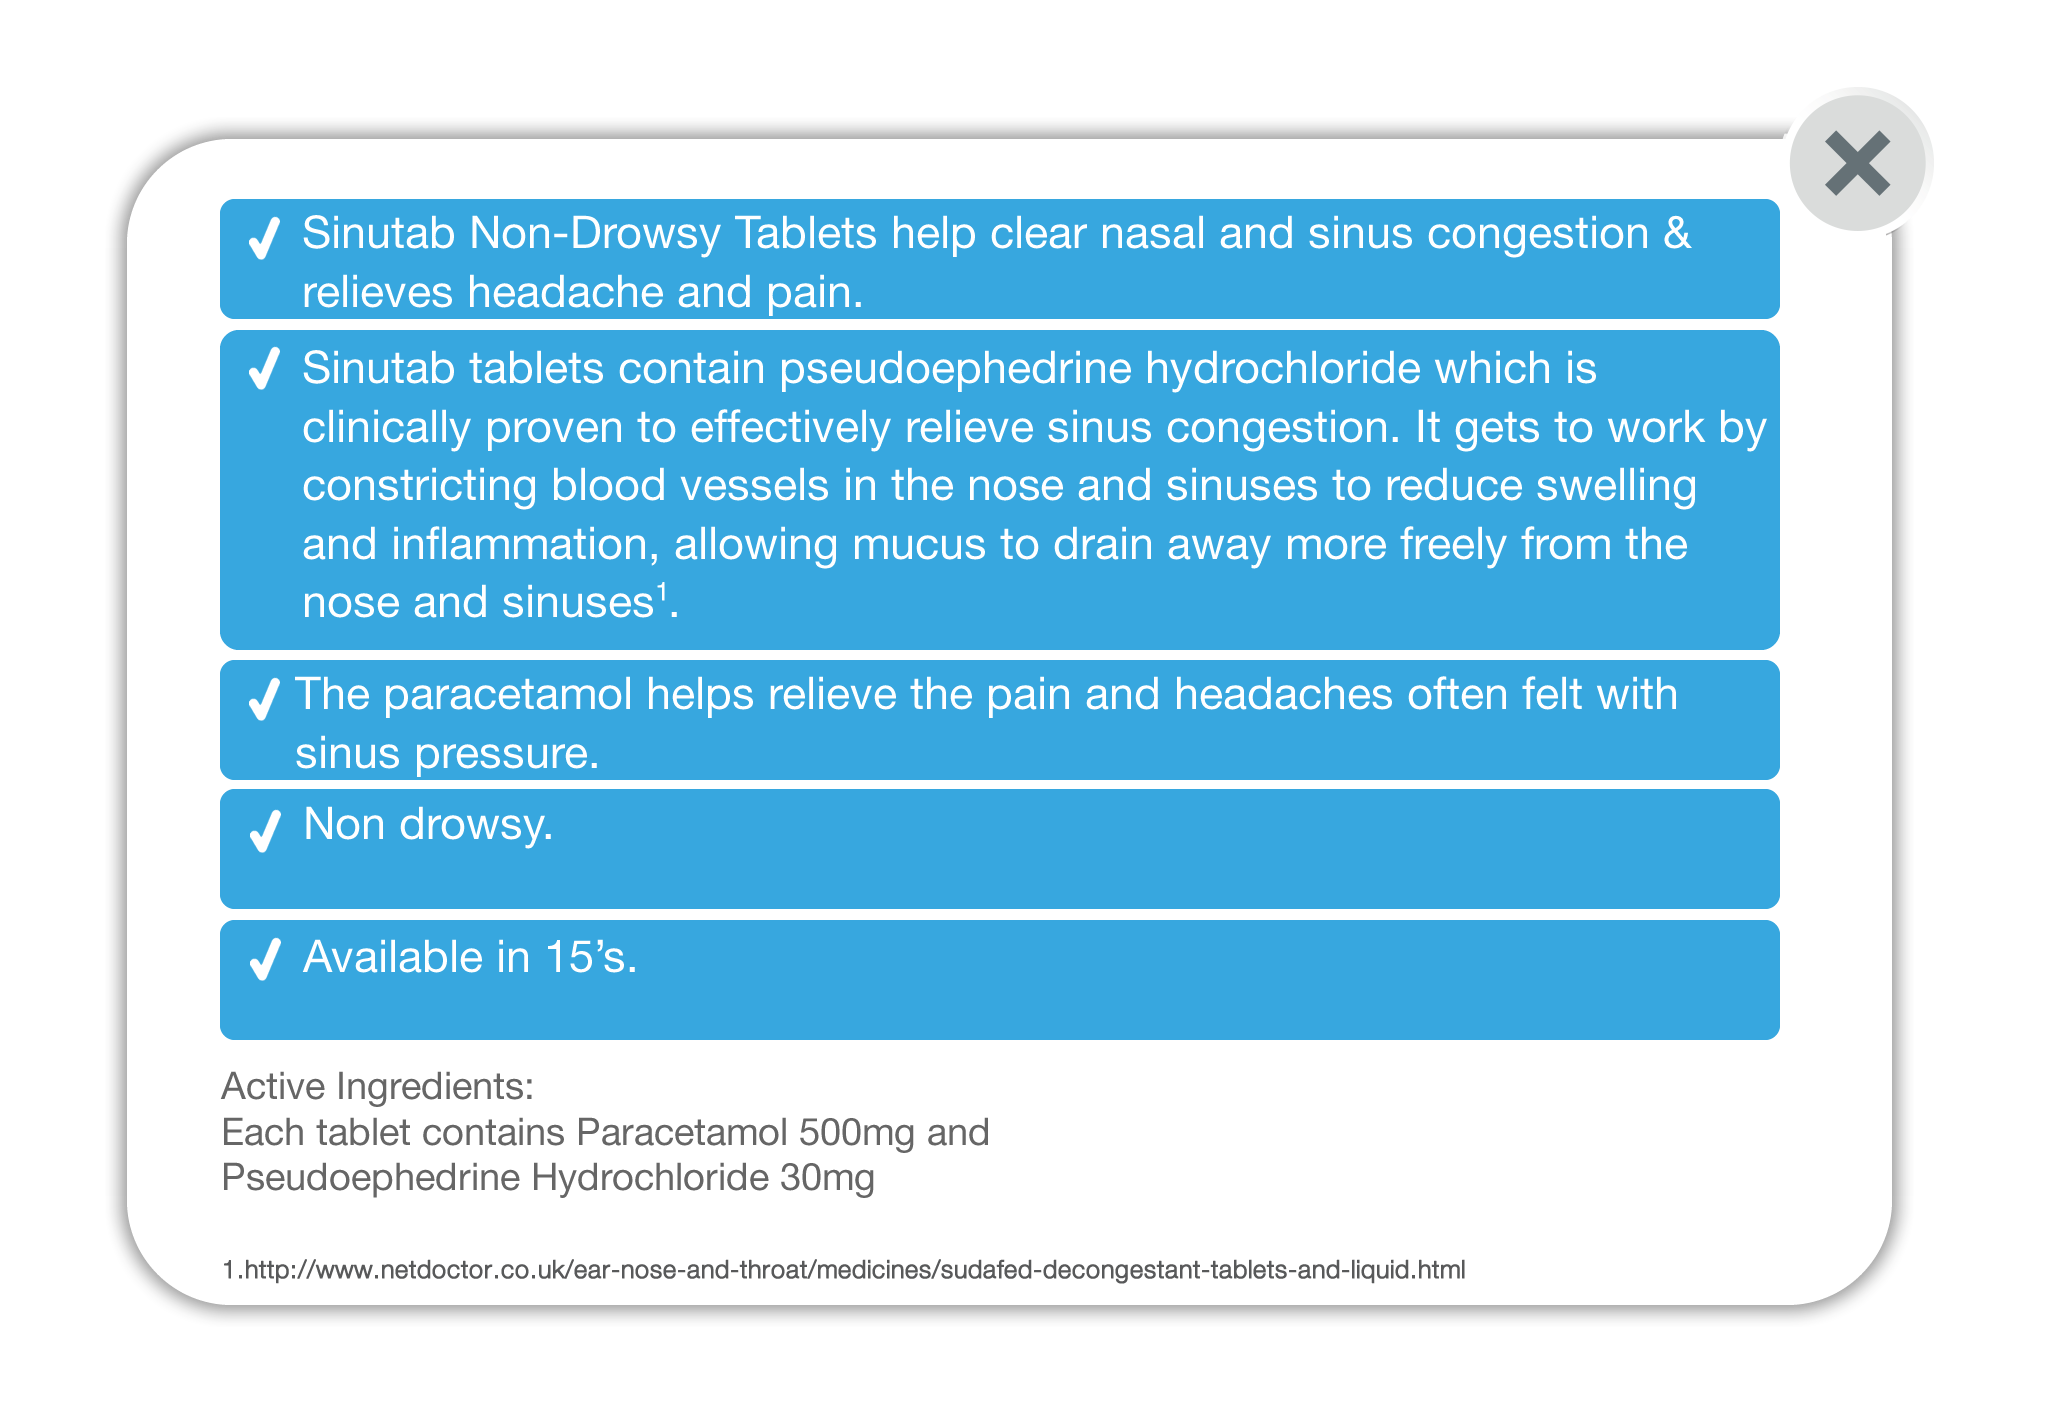 Sinutab Non-Drowsy Tablets help clear nasal and sinus congestion &
relieves headache and pain.
Sinutab tablets contain pseudoephedrine hydrochloride which is
clinically proven to effectively relieve sinus congestion. It gets to work by
constricting blood vessels in the nose and sinuses to reduce swelling
and inflammation, allowing mucus to drain away more freely from the
nose and sinuses¹.
The paracetamol helps relieve the pain and headaches often felt with
sinus pressure.
Non drowsy.
Available in 15’s.
Active Ingredients:
Each tablet contains Paracetamol 500mg and
Pseudoephedrine Hydrochloride 30mg
1.http://www.netdoctor.co.uk/ear-nose-and-throat/medicines/sudafed-decongestant-tablets-and-liquid.html